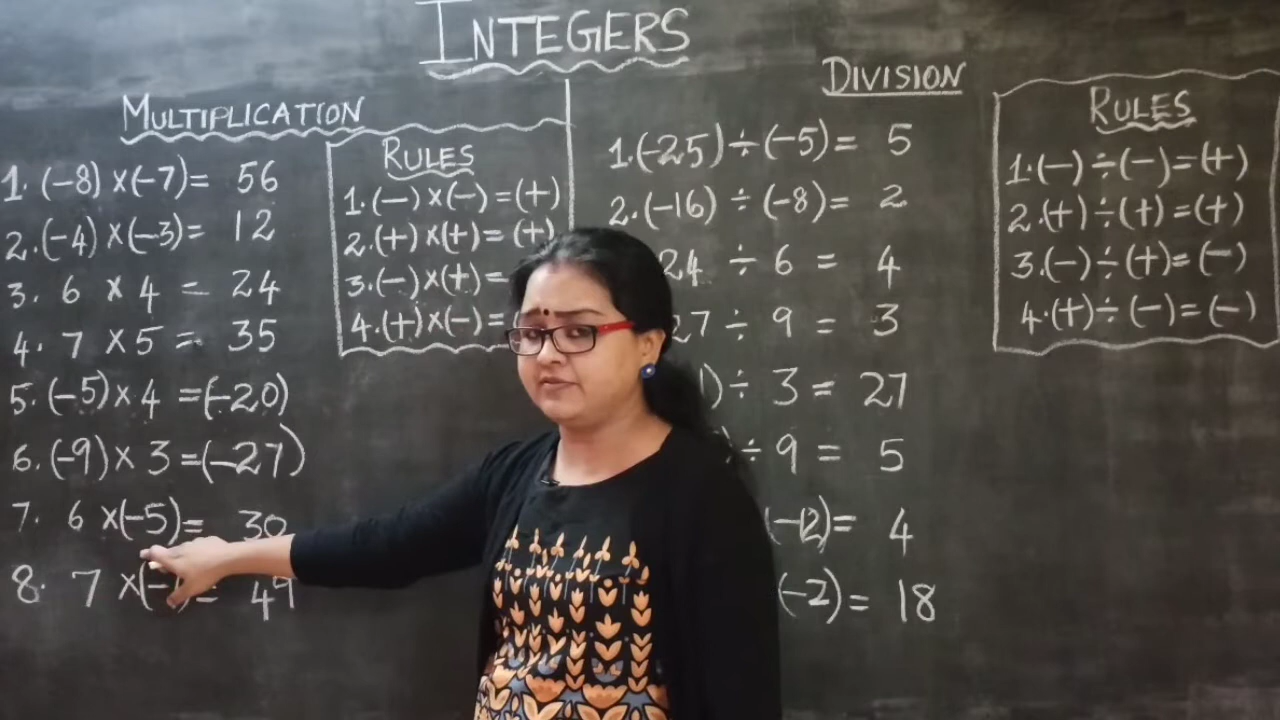 INTEGERS
MULTIPLICATION
1. (-8) x (-7) = 56
2. (-4) x (-3) = 12
3. 6 x 4 = 24
4. 7 x 5 = 35
5. (-5) x 4 = (-20)
6. (-9) x 3 = (-27)
7. 6 x (-5) = 30
8. 7 x (- = 49
RULES
1. (-) x (-) = (+)
2. (+) x (+) = (+)
3. (-) x (+) =
4. (+) x (-) =
DIVISION
1. (-25) ÷ (-5) = 5
2. (-16) ÷ (-8) = 2
24 ÷ 6 = 4
27 ÷ 9 = 3
) ÷ 3 = 27
÷ 9 = 5
(-12) = 4
(-2) = 18
RULES
1. (-) ÷ (-) = (+)
2. (+) ÷ (+) = (+)
3. (-) ÷ (+) = (-)
4. (+) ÷ (-) = (-)